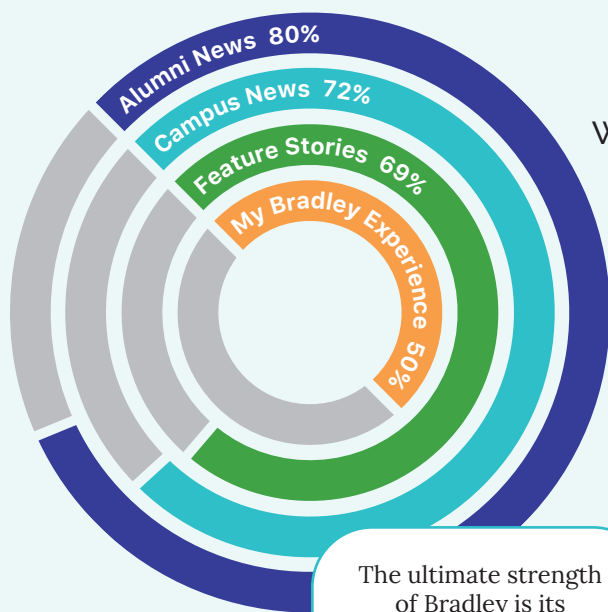 Alumni News 80%
Campus News 72%
Feature Stories 69%
My Bradley Experience 50%
W
The ultimate strength
of Bradley is its